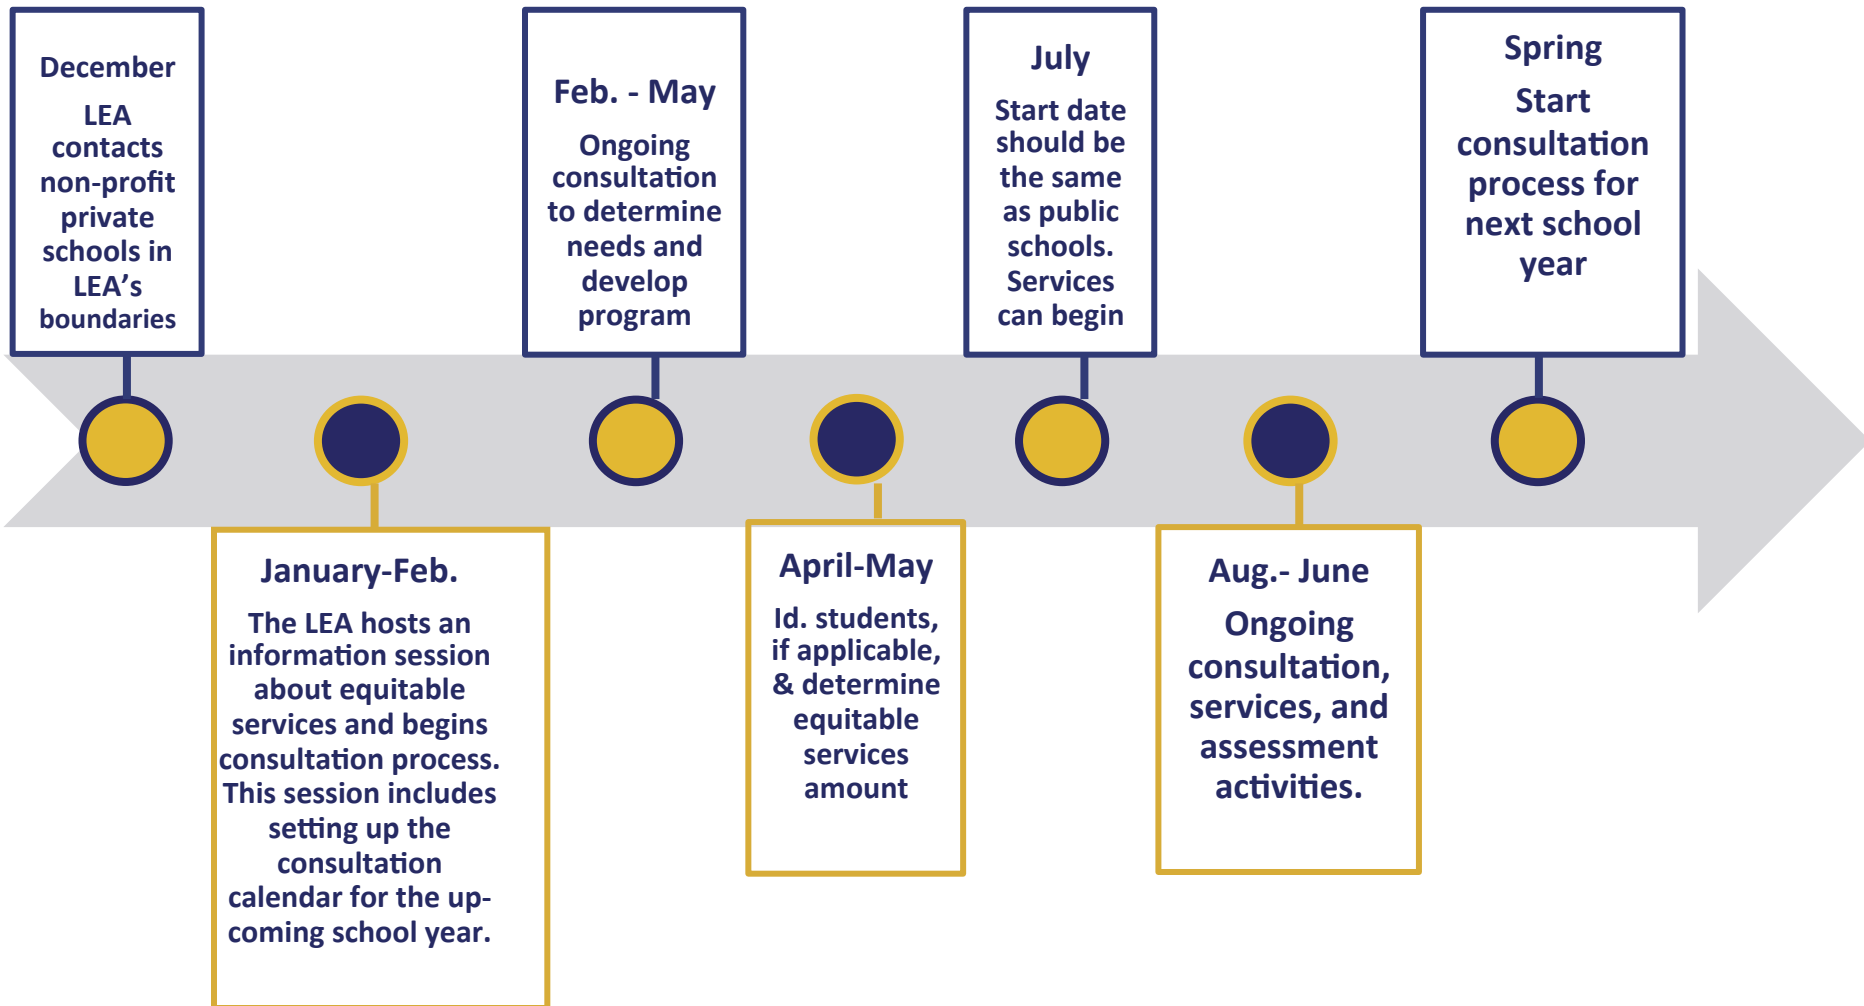 December
LEA
contacts
non-profit
private
schools in
LEA’s
boundaries
January-Feb.
The LEA hosts an
information session
about equitable
services and begins
consultation process.
This session includes
setting up the
consultation
calendar for the up-
coming school year.
Feb. - May
Ongoing
consultation
to determine
needs and
develop
program
April-May
Id. students,
if applicable,
& determine
equitable
services
amount
July
Start date
should be
the same
as public
schools.
Services
can begin
Aug.- June
Ongoing
consultation,
services, and
assessment
activities.
Spring
Start
consultation
process for
next school
year